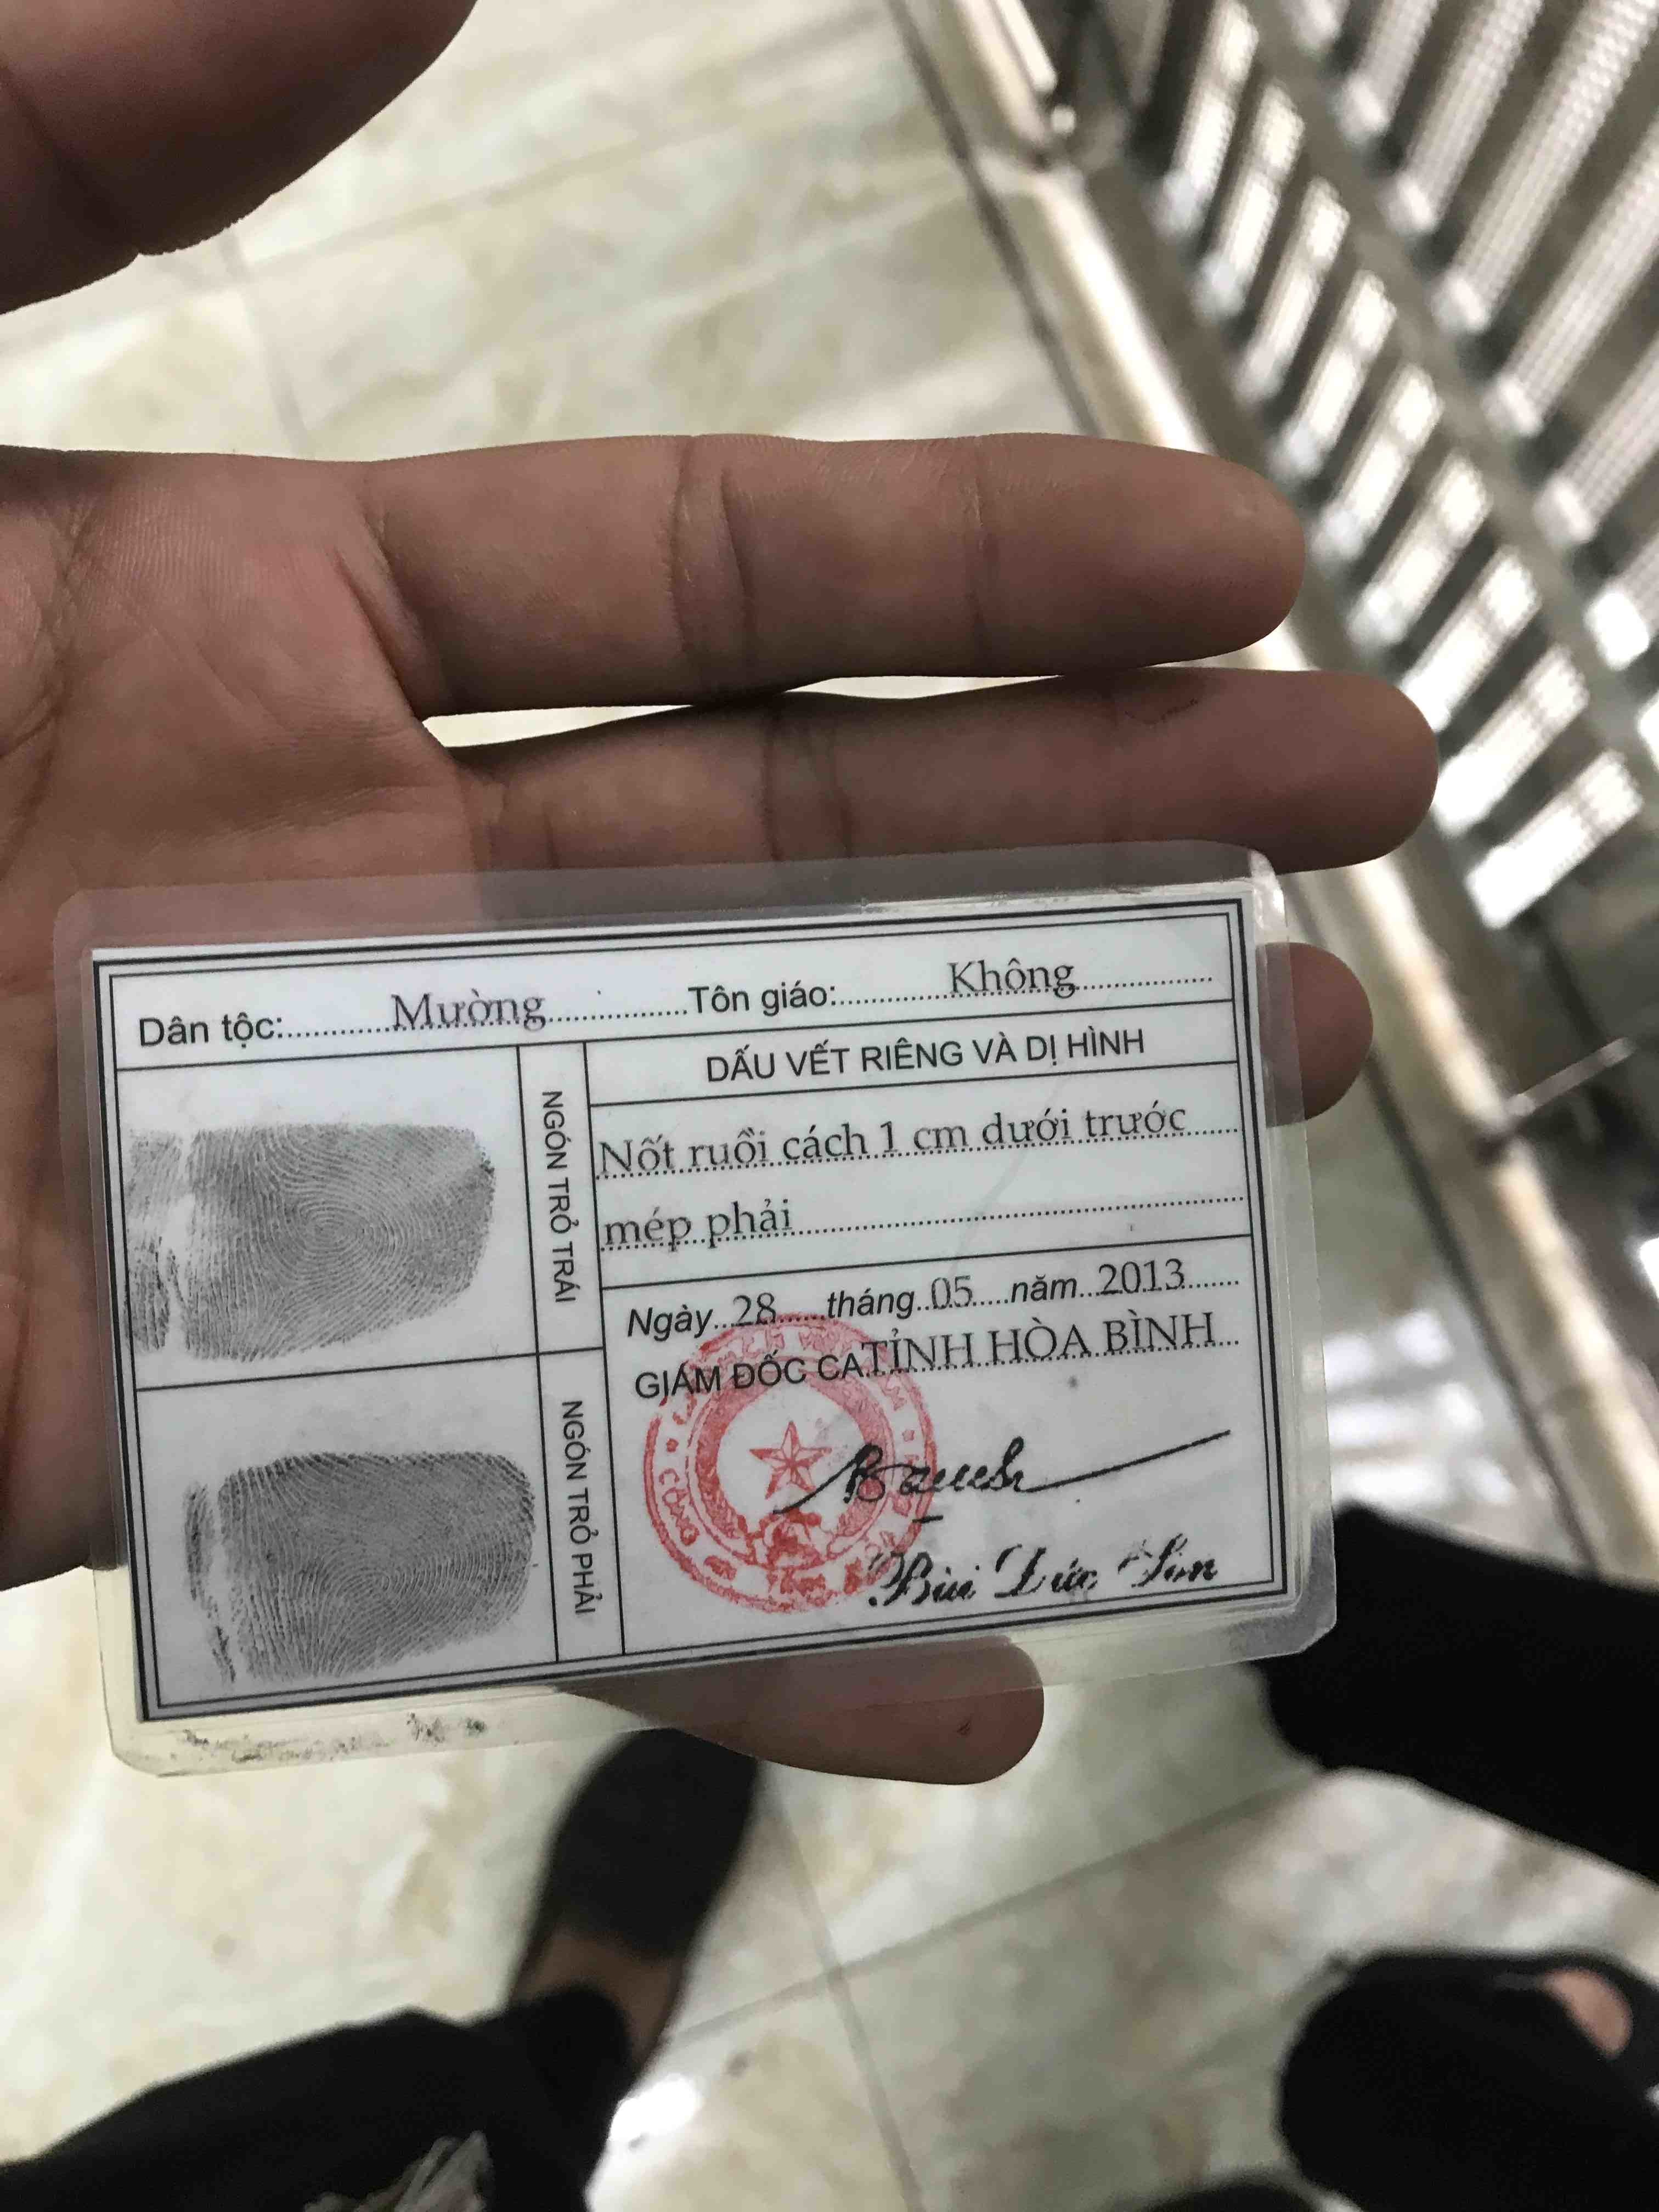 Dân tộc: Mường Tôn giáo: Không
DẤU VẾT RIÊNG VÀ DỊ HÌNH
NGÓN TRỎ TRÁI
Nốt ruồi cách 1 cm dưới trước
mép phải
Ngày 28 tháng 05 năm 2013
GIÁM ĐỐC CA TỈNH HÒA BÌNH
NGÓN TRỎ PHẢI
CÔNG
Bùi Đức Sơn